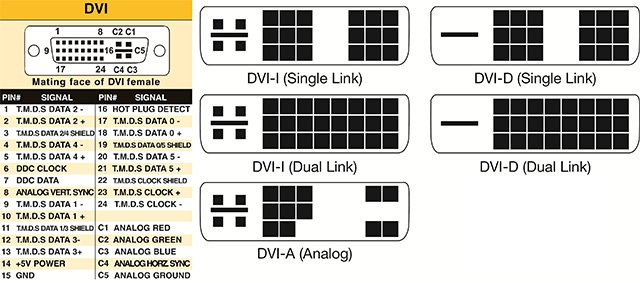 DVI
1 8 C2 C1
9 16 C5
17 24 C4 C3
Mating face of DVI female
PIN# SIGNAL PIN# SIGNAL
1 T.M.D.S DATA 2 - 16 HOT PLUG DETECT
2 T.M.D.S DATA 2 + 17 T.M.D.S DATA 0 -
3 T.M.D.S DATA 2/4 SHIELD 18 T.M.D.S DATA 0 +
4 T.M.D.S DATA 4 - 19 T.M.D.S DATA 0/5 SHIELD
5 T.M.D.S DATA 4 + 20 T.M.D.S DATA 5 -
6 DDC CLOCK 21 T.M.D.S DATA 5 +
7 DDC DATA 22 T.M.D.S CLOCK SHIELD
8 ANALOG VERT. SYNC 23 T.M.D.S CLOCK +
9 T.M.D.S DATA 1 - 24 T.M.D.S CLOCK -
10 T.M.D.S DATA 1 +
11 T.M.D.S DATA 1/3 SHIELD C1 ANALOG RED
12 T.M.D.S DATA 3- C2 ANALOG GREEN
13 T.M.D.S DATA 3+ C3 ANALOG BLUE
14 +5V POWER C4 ANALOG HORZ. SYNC
15 GND C5 ANALOG GROUND
DVI-I (Single Link)
DVI-D (Single Link)
DVI-I (Dual Link)
DVI-D (Dual Link)
DVI-A (Analog)